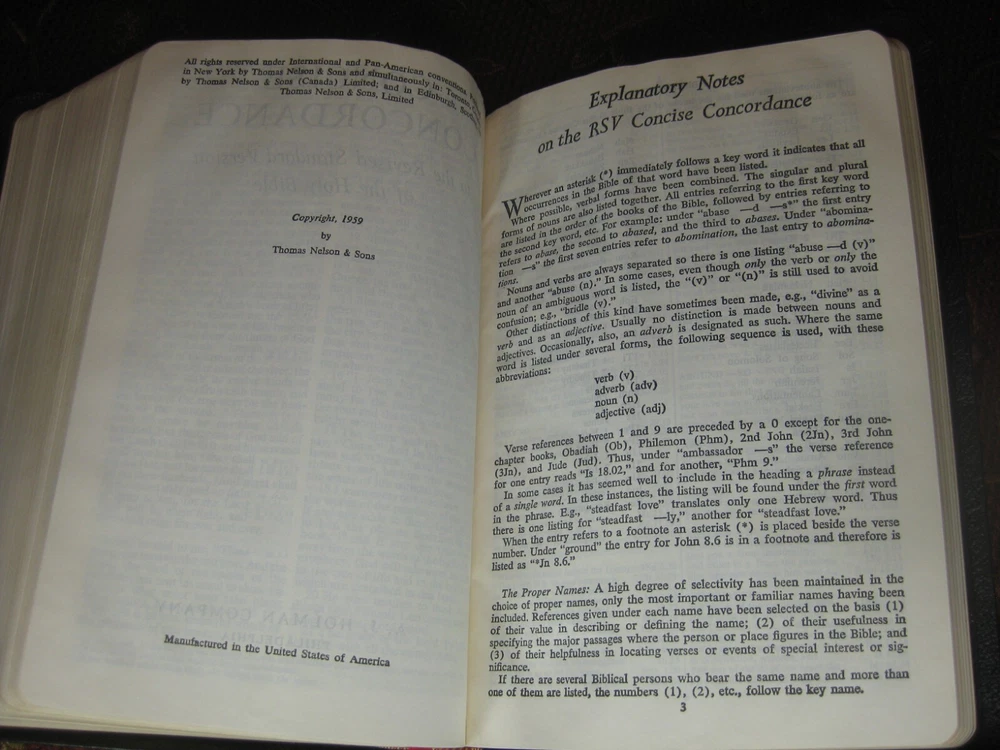 All rights reserved under International and Pan-American conventions
in New York by Thomas Nelson & Sons and simultaneously in: Toronto,
by Thomas Nelson & Sons (Canada) Limited; and in Edinburgh,
Thomas Nelson & Sons, Limited
Copyright, 1959
by
Thomas Nelson & Sons
Manufactured in the United States of America
Explanatory Notes
on the RSV Concise Concordance
Wherever an asterisk (*) immediately follows a key word it indicates that all
occurrences in the Bible of that word have been listed.
Where possible, verbal forms have been combined. The singular and plural
forms of nouns are also listed together. All entries referring to the first key word
are listed in the order of the books of the Bible, followed by entries referring to
the second key word, etc. For example: under "abase —d —s*" the first entry
refers to abase, the second to abased, and the third to abases. Under "abomina-
tion —s" the first seven entries refer to abomination, the last entry to abomina-
tions.
Nouns and verbs are always separated so there is one listing "abuse —d (v)"
and another "abuse (n)." In some cases, even though only the verb or only the
noun of an ambiguous word is listed, the "(v)" or "(n)" is still used to avoid
confusion; e.g., "bridle (v)."
Other distinctions of this kind have sometimes been made, e.g., "divine" as a
verb and as an adjective. Usually no distinction is made between nouns and
adjectives. Occasionally, also, an adverb is designated as such. Where the same
word is listed under several forms, the following sequence is used, with these
abbreviations:
verb (v)
adverb (adv)
noun (n)
adjective (adj)
Verse references between 1 and 9 are preceded by a 0 except for the one-
chapter books, Obadiah (Ob), Philemon (Phm), 2nd John (2Jn), 3rd John
(3Jn), and Jude (Jud). Thus, under "ambassador —s" the verse reference
for one entry reads "Is 18.02," and for another, "Phm 9."
In some cases it has seemed well to include in the heading a phrase instead
of a single word. In these instances, the listing will be found under the first word
in the phrase. E.g., "steadfast love" translates only one Hebrew word. Thus
there is one listing for "steadfast —ly," another for "steadfast love."
When the entry refers to a footnote an asterisk (*) is placed beside the verse
number. Under "ground" the entry for John 8.6 is in a footnote and therefore is
listed as "*Jn 8.6."
The Proper Names: A high degree of selectivity has been maintained in the
choice of proper names, only the most important or familiar names having been
included. References given under each name have been selected on the basis (1)
of their value in describing or defining the name; (2) of their usefulness in
specifying the major passages where the person or place figures in the Bible; and
(3) of their helpfulness in locating verses or events of special interest or sig-
nificance.
If there are several Biblical persons who bear the same name and more than
one of them are listed, the numbers (1), (2), etc., follow the key name.
3